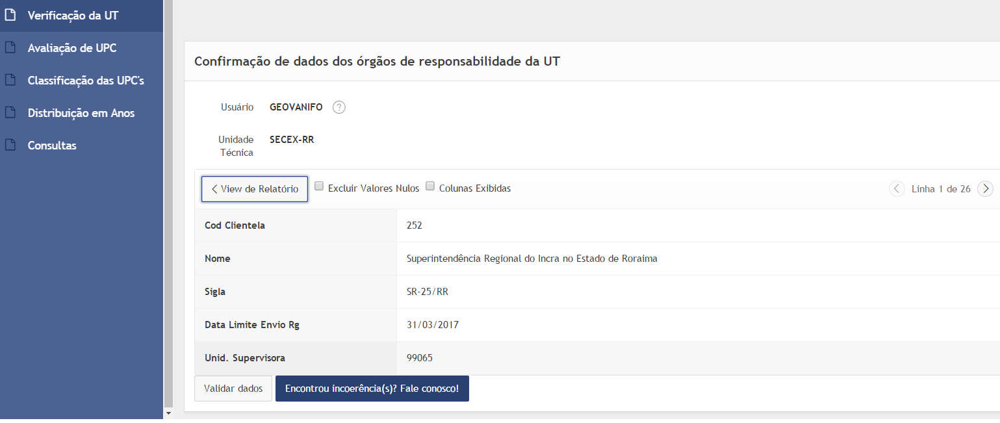 Verificação da UT
Avaliação de UPC
Classificação das UPC's
Distribuição em Anos
Consultas
Confirmação de dados dos órgãos de responsabilidade da UT
Usuário GEOVANIFO ?
Unidade Técnica SECEX-RR
View de Relatório Excluir Valores Nulos Colunas Exibidas Linha 1 de 26
Cod Clientela 252
Nome Superintendência Regional do Incra no Estado de Roraima
Sigla SR-25/RR
Data Limite Envio Rg 31/03/2017
Unid. Supervisora 99065
Validar dados Encontrou incoerência(s)? Fale conosco!